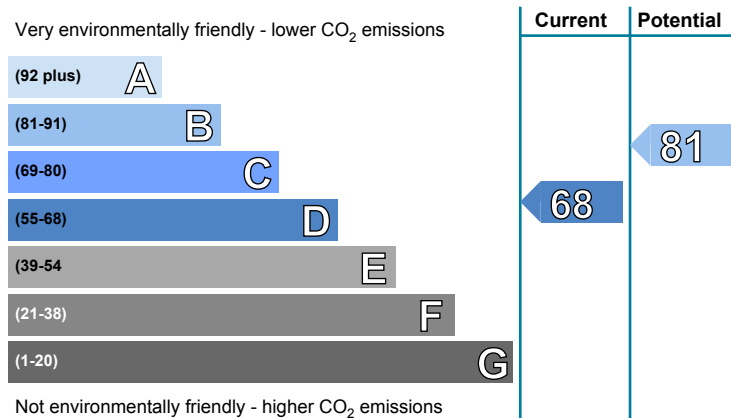 Very environmentally friendly - lower CO2 emissions
Current
Potential
(92 plus) A
(81-91) B
(69-80) C
(55-68) D
(39-54 E
(21-38) F
(1-20) G
81
68
Not environmentally friendly - higher CO2 emissions